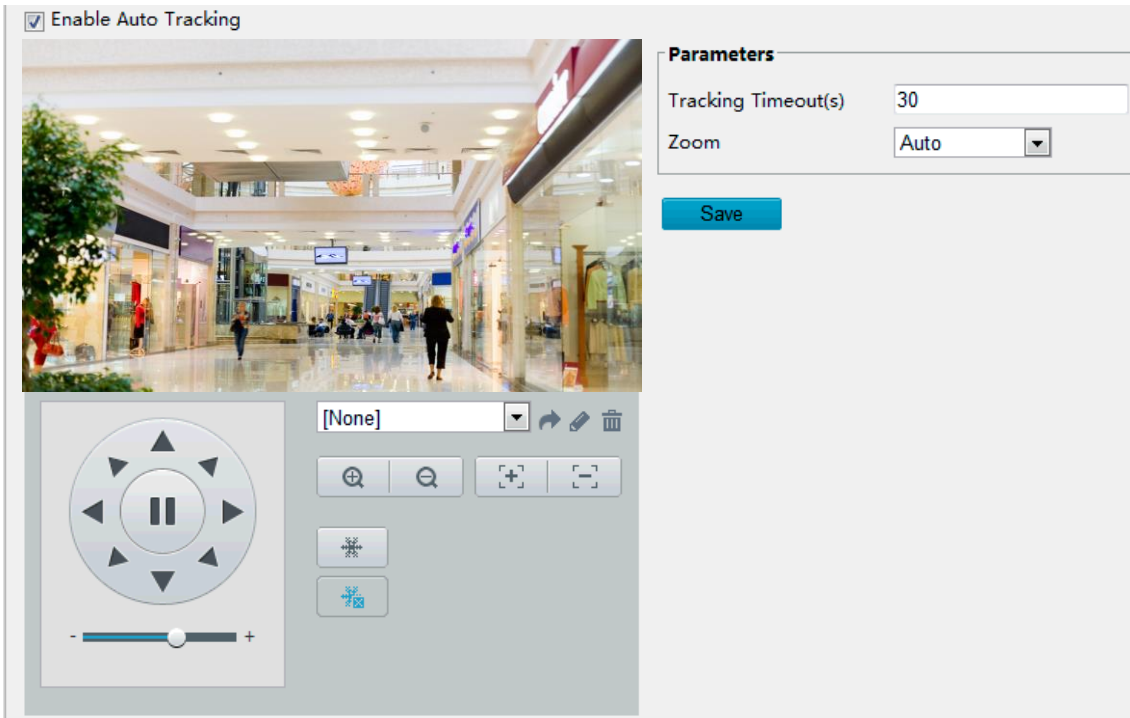 Enable Auto Tracking
Parameters
Tracking Timeout(s) 30
Zoom Auto
Save
[None]
- +